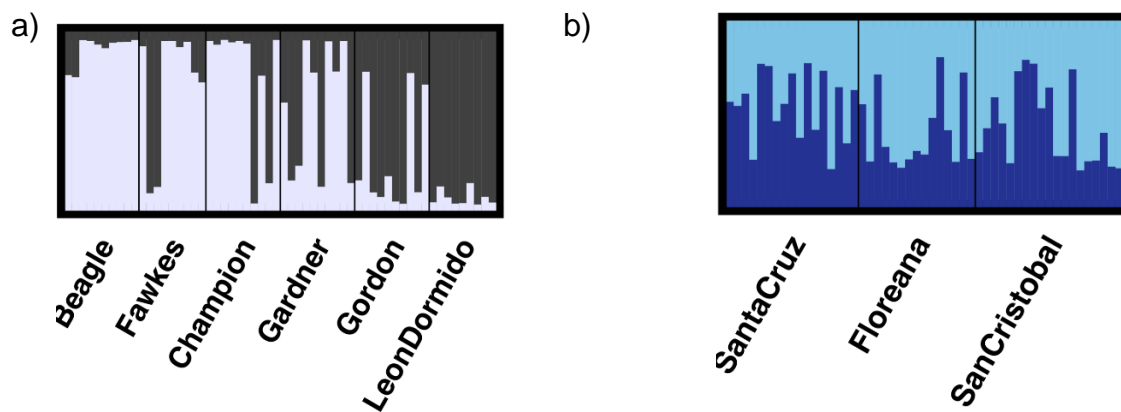 a)
Beagle
Fawkes
Champion
Gardner
Gordon
LeonDormido
b)
SantaCruz
Floreana
SanCristobal